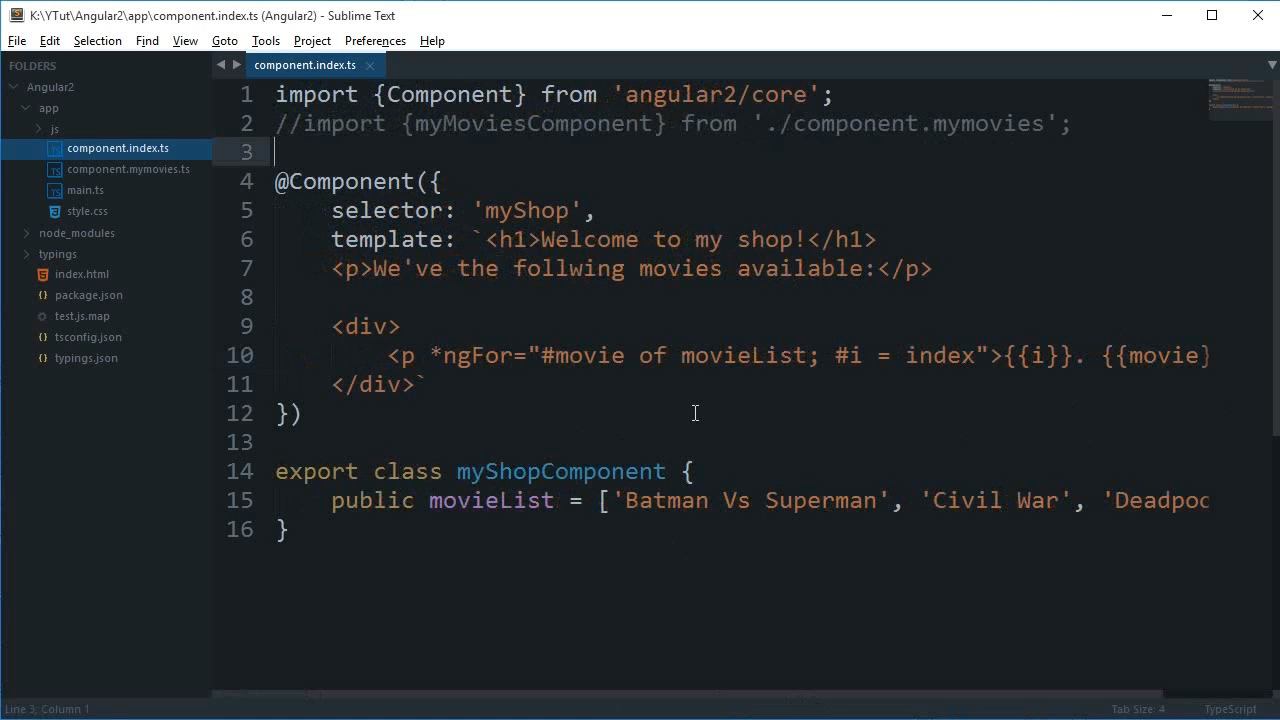 K:\YTut\Angular2\app\component.index.ts (Angular2) - Sublime Text
File Edit Selection Find View Goto Tools Project Preferences Help
FOLDERS
Angular2
app
js
component.index.ts
component.mymovies.ts
main.ts
style.css
node_modules
typings
index.html
package.json
test.js.map
tsconfig.json
typings.json
component.index.ts
1 import {Component} from 'angular2/core';
2 //import {myMoviesComponent} from './component.mymovies';
3
4 @Component({
5 selector: 'myShop',
6 template: `<h1>Welcome to my shop!</h1>
7 <p>We've the follwing movies available:</p>
8
9 <div>
10 <p *ngFor="#movie of movieList; #i = index">{{i}}. {{movie}
11 </div>`
12 })
13
14 export class myShopComponent {
15 public movieList = ['Batman Vs Superman', 'Civil War', 'Deadpoo
16 }
Line 3; Column 1
Tab Size: 4
TypeScript